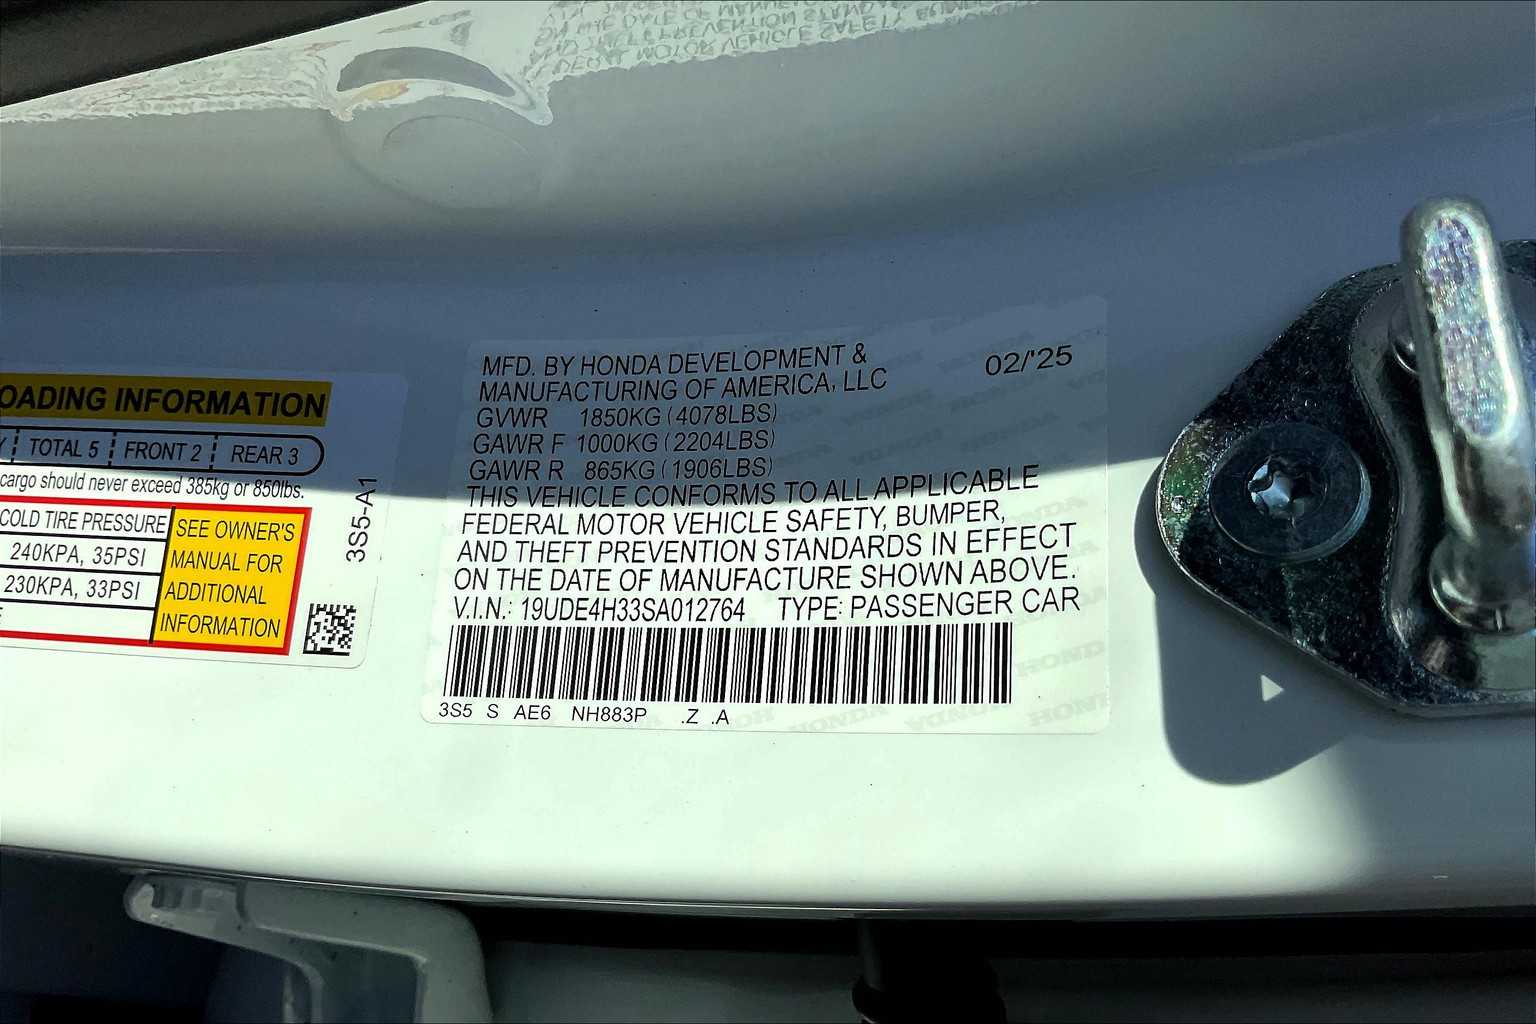 OADING INFORMATION
Y TOTAL 5 FRONT 2 REAR 3
cargo should never exceed 385kg or 850lbs.
COLD TIRE PRESSURE
240KPA, 35PSI
230KPA, 33PSI
E
SEE OWNER'S
MANUAL FOR
ADDITIONAL
INFORMATION
3S5-A1
MFD. BY HONDA DEVELOPMENT & 02/'25
MANUFACTURING OF AMERICA, LLC
GVWR 1850KG (4078LBS)
GAWR F 1000KG (2204LBS)
GAWR R 865KG (1906LBS)
THIS VEHICLE CONFORMS TO ALL APPLICABLE
FEDERAL MOTOR VEHICLE SAFETY, BUMPER,
AND THEFT PREVENTION STANDARDS IN EFFECT
ON THE DATE OF MANUFACTURE SHOWN ABOVE.
V.I.N.: 19UDE4H33SA012764 TYPE: PASSENGER CAR
3S5 S AE6 NH883P .Z .A